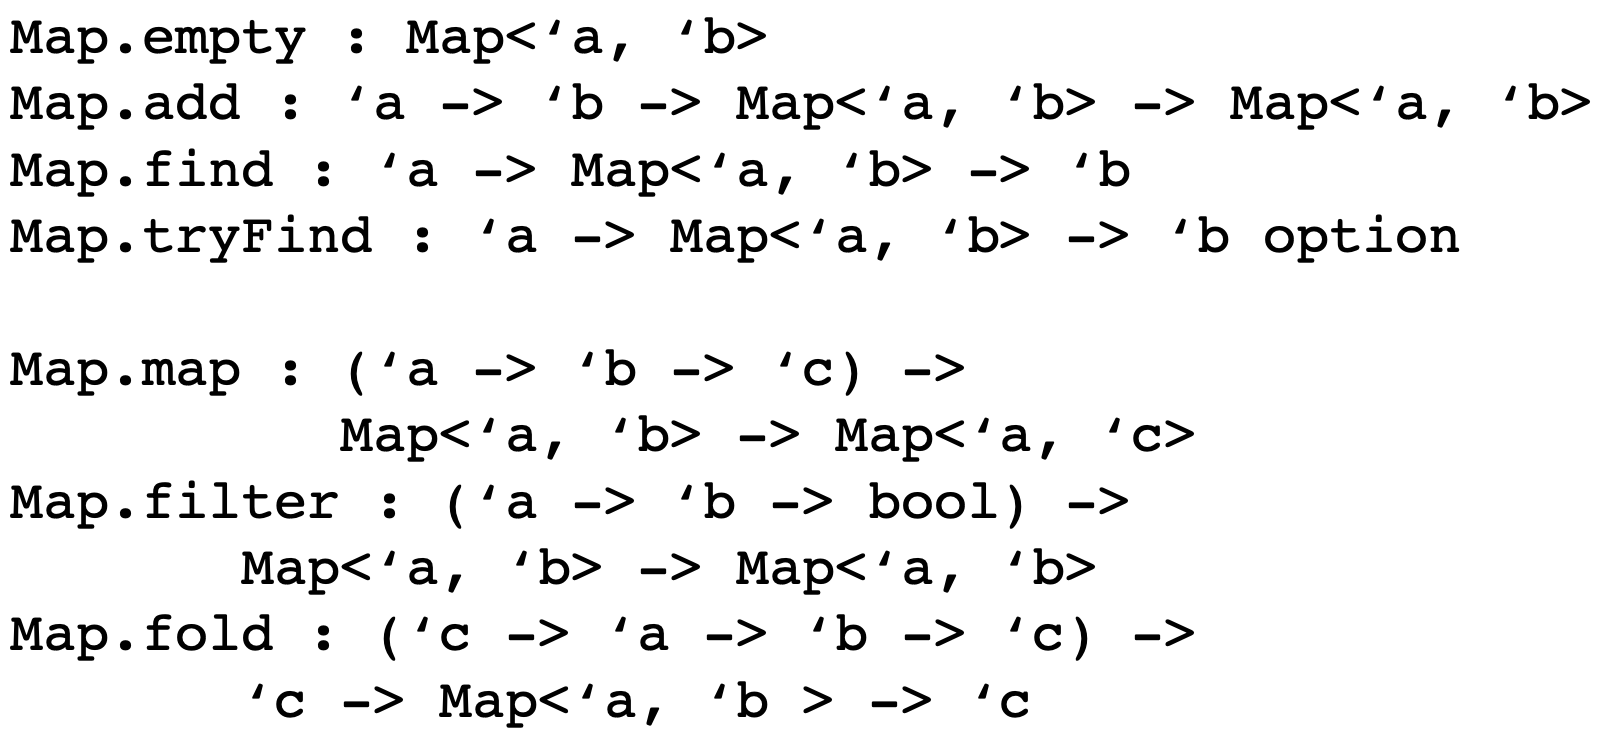 Map.empty : Map<‘a, ‘b>
Map.add : ‘a -> ‘b -> Map<‘a, ‘b> -> Map<‘a, ‘b>
Map.find : ‘a -> Map<‘a, ‘b> -> ‘b
Map.tryFind : ‘a -> Map<‘a, ‘b> -> ‘b option
Map.map : (‘a -> ‘b -> ‘c) ->
Map<‘a, ‘b> -> Map<‘a, ‘c>
Map.filter : (‘a -> ‘b -> bool) ->
Map<‘a, ‘b> -> Map<‘a, ‘b>
Map.fold : (‘c -> ‘a -> ‘b -> ‘c) ->
‘c -> Map<‘a, ‘b > -> ‘c